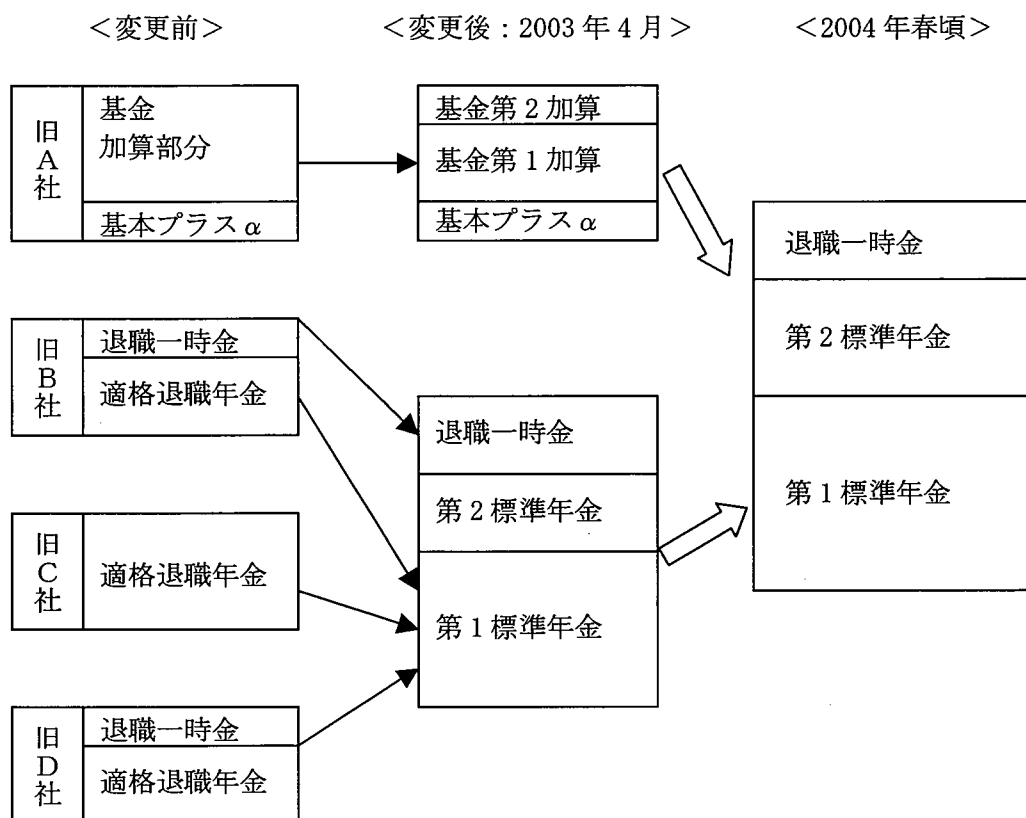 <変更前>
<変更後:2003年4月>
<2004年春頃>
旧A社
基金
加算部分
基本プラスα
基金第2加算
基金第1加算
基本プラスα
旧B社
退職一時金
適格退職年金
旧C社
適格退職年金
旧D社
退職一時金
適格退職年金
退職一時金
第2標準年金
第1標準年金
退職一時金
第2標準年金
第1標準年金